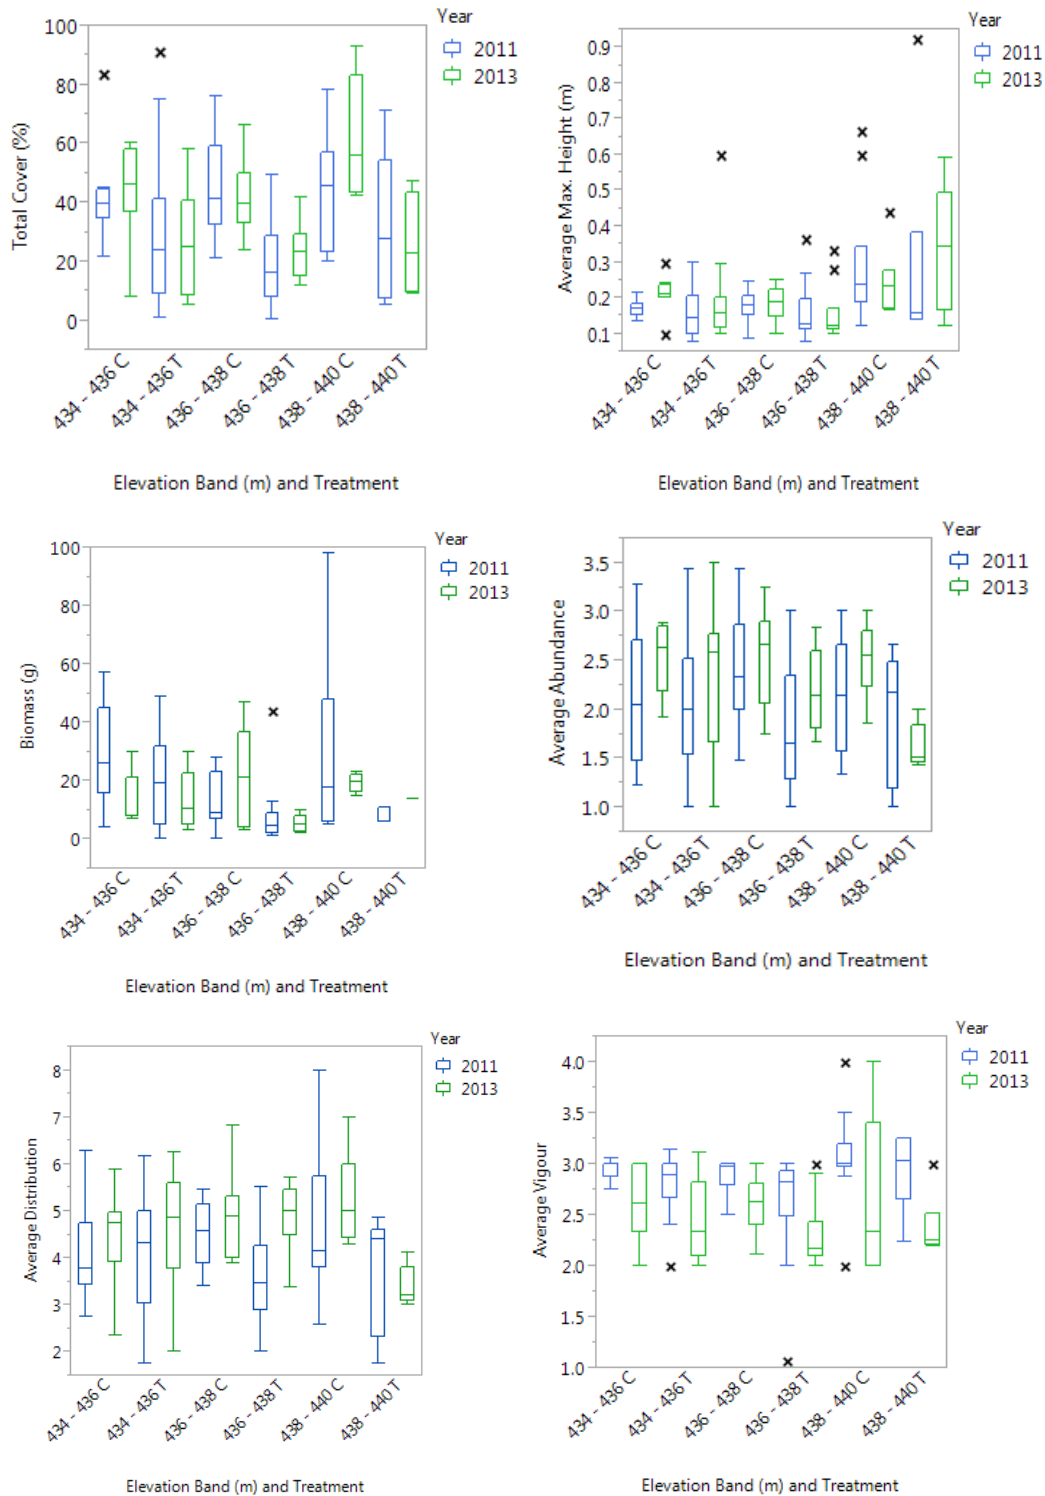 Year
2011
2013
100
80
60
40
20
0
Total Cover (%)
434 - 436 C
434 - 436 T
436 - 438 C
436 - 438 T
438 - 440 C
438 - 440 T
Elevation Band (m) and Treatment
Year
2011
2013
0.9
0.8
0.7
0.6
0.5
0.4
0.3
0.2
0.1
Average Max. Height (m)
434 - 436 C
434 - 436 T
436 - 438 C
436 - 438 T
438 - 440 C
438 - 440 T
Elevation Band (m) and Treatment
Year
2011
2013
100
80
60
40
20
0
Biomass (g)
434 - 436 C
434 - 436 T
436 - 438 C
436 - 438 T
438 - 440 C
438 - 440 T
Elevation Band (m) and Treatment
Year
2011
2013
3.5
3.0
2.5
2.0
1.5
1.0
Average Abundance
434 - 436 C
434 - 436 T
436 - 438 C
436 - 438 T
438 - 440 C
438 - 440 T
Elevation Band (m) and Treatment
Year
2011
2013
8
7
6
5
4
3
2
Average Distribution
434 - 436 C
434 - 436 T
436 - 438 C
436 - 438 T
438 - 440 C
438 - 440 T
Elevation Band (m) and Treatment
Year
2011
2013
4.0
3.5
3.0
2.5
2.0
1.5
1.0
Average Vigour
434 - 436 C
434 - 436 T
436 - 438 C
436 - 438 T
438 - 440 C
438 - 440 T
Elevation Band (m) and Treatment